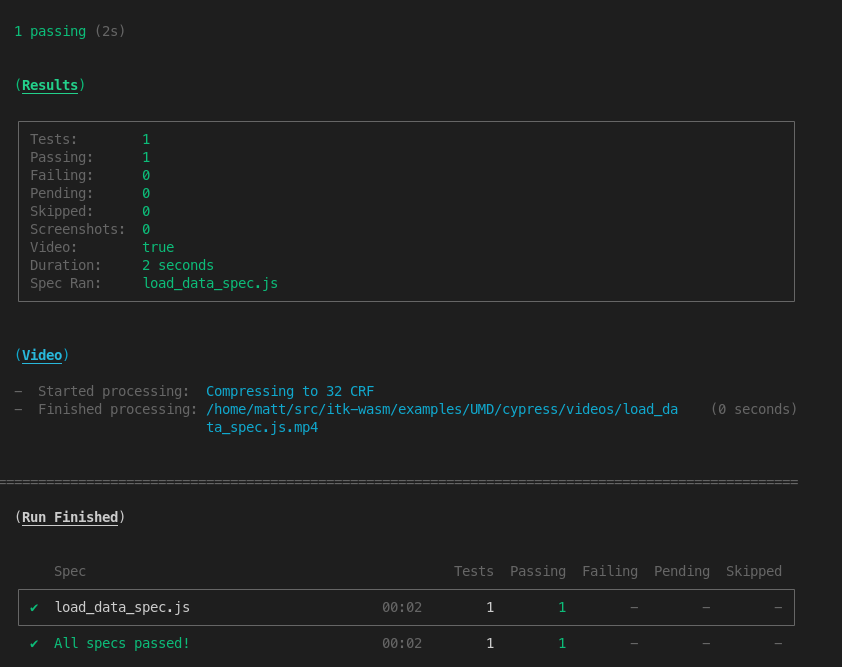 1 passing (2s)
(Results)
Tests: 1
Passing: 1
Failing: 0
Pending: 0
Skipped: 0
Screenshots: 0
Video: true
Duration: 2 seconds
Spec Ran: load_data_spec.js
(Video)
– Started processing: Compressing to 32 CRF
– Finished processing: /home/matt/src/itk-wasm/examples/UMD/cypress/videos/load_da (0 seconds)
ta_spec.js.mp4
====================================================================================================
(Run Finished)
Spec Tests Passing Failing Pending Skipped
✔ load_data_spec.js 00:02 1 1 – – –
✔ All specs passed! 00:02 1 1 – – –